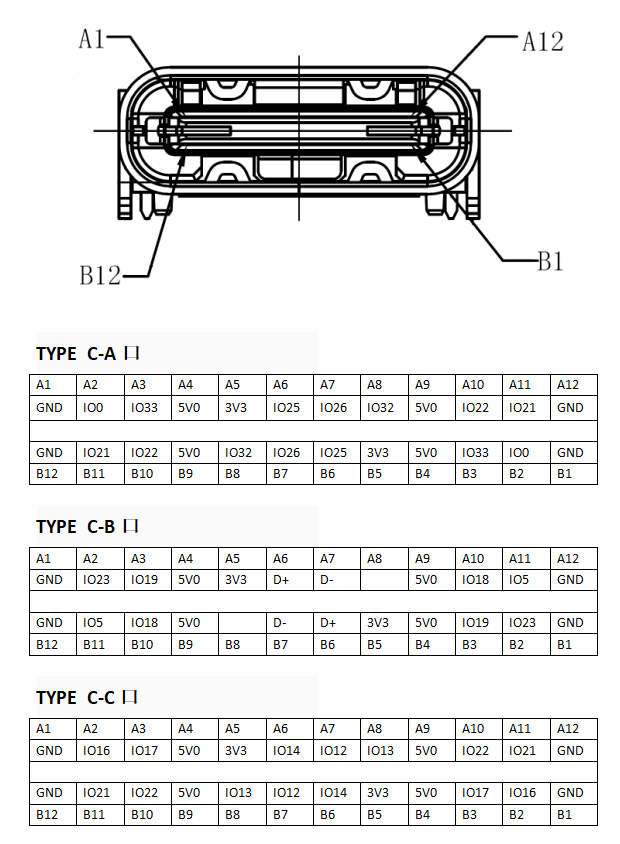 A1 A12
B12 B1
TYPE C-A 口
A1 A2 A3 A4 A5 A6 A7 A8 A9 A10 A11 A12
GND IO0 IO33 5V0 3V3 IO25 IO26 IO32 5V0 IO22 IO21 GND
GND IO21 IO22 5V0 IO32 IO26 IO25 3V3 5V0 IO33 IO0 GND
B12 B11 B10 B9 B8 B7 B6 B5 B4 B3 B2 B1
TYPE C-B 口
A1 A2 A3 A4 A5 A6 A7 A8 A9 A10 A11 A12
GND IO23 IO19 5V0 3V3 D+ D- 5V0 IO18 IO5 GND
GND IO5 IO18 5V0 D- D+ 3V3 5V0 IO19 IO23 GND
B12 B11 B10 B9 B8 B7 B6 B5 B4 B3 B2 B1
TYPE C-C 口
A1 A2 A3 A4 A5 A6 A7 A8 A9 A10 A11 A12
GND IO16 IO17 5V0 3V3 IO14 IO12 IO13 5V0 IO22 IO21 GND
GND IO21 IO22 5V0 IO13 IO12 IO14 3V3 5V0 IO17 IO16 GND
B12 B11 B10 B9 B8 B7 B6 B5 B4 B3 B2 B1